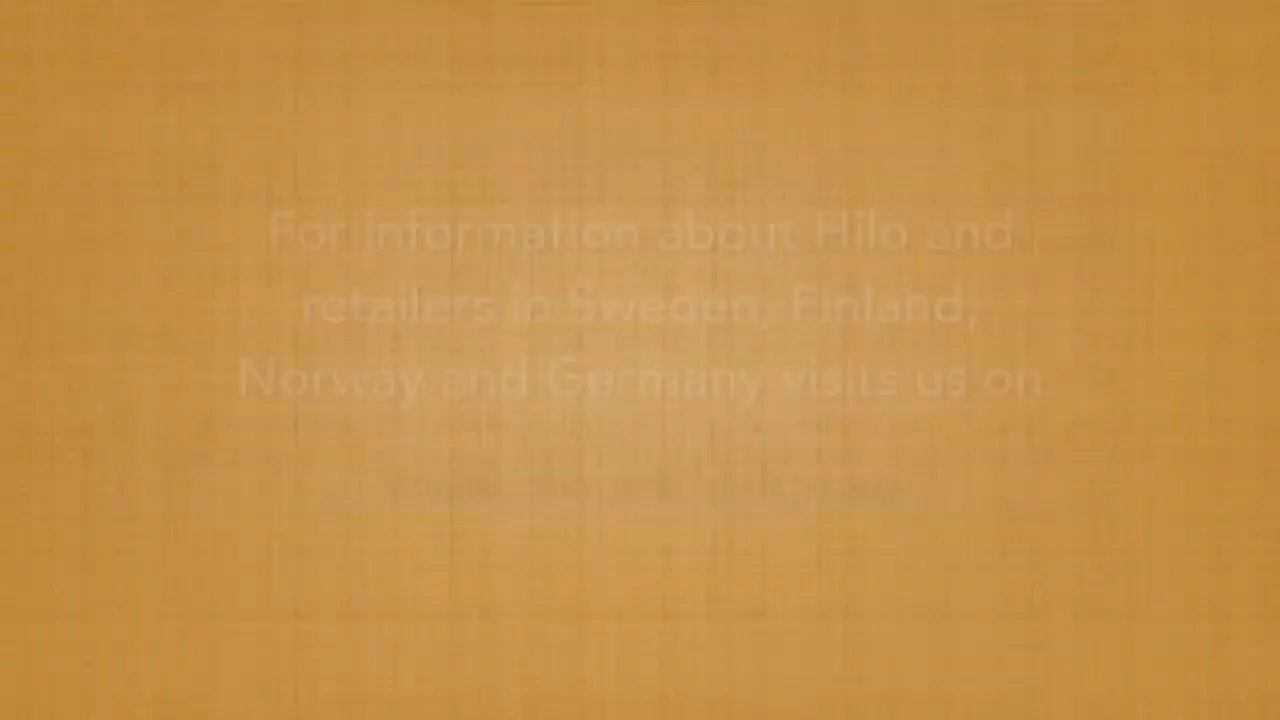 For information about Hilo and
retailers in Sweden, Finland,
Norway and Germany visits us on